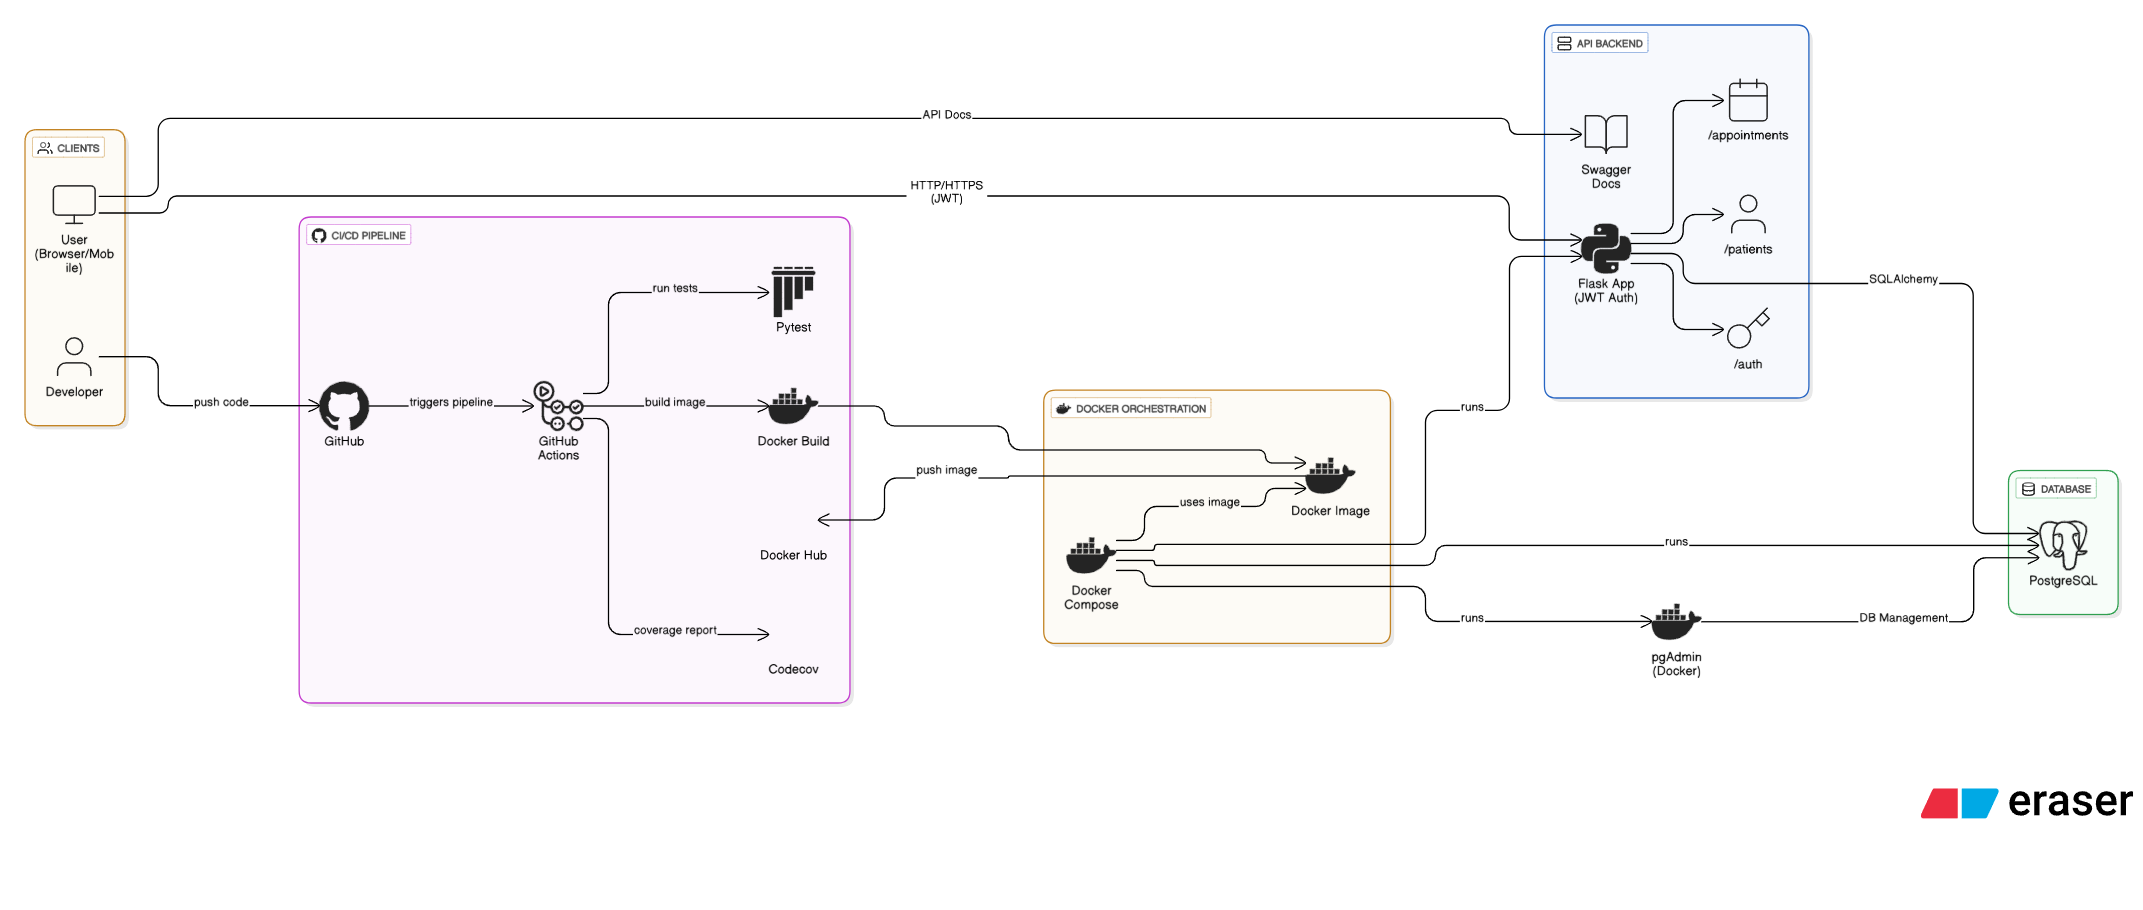 API BACKEND
API Docs
/appointments
CLIENTS
Swagger
Docs
HTTP/HTTPS
(JWT)
User
(Browser/Mob
ile)
CI/CD PIPELINE
/patients
Flask App
(JWT Auth)
SQLAlchemy
run tests
Pytest
/auth
Developer
push code
GitHub
triggers pipeline
GitHub
Actions
build image
Docker Build
DOCKER ORCHESTRATION
runs
push image
uses image
Docker Image
DATABASE
Docker Hub
runs
PostgreSQL
Docker
Compose
coverage report
Codecov
runs
pgAdmin
(Docker)
DB Management
eraser